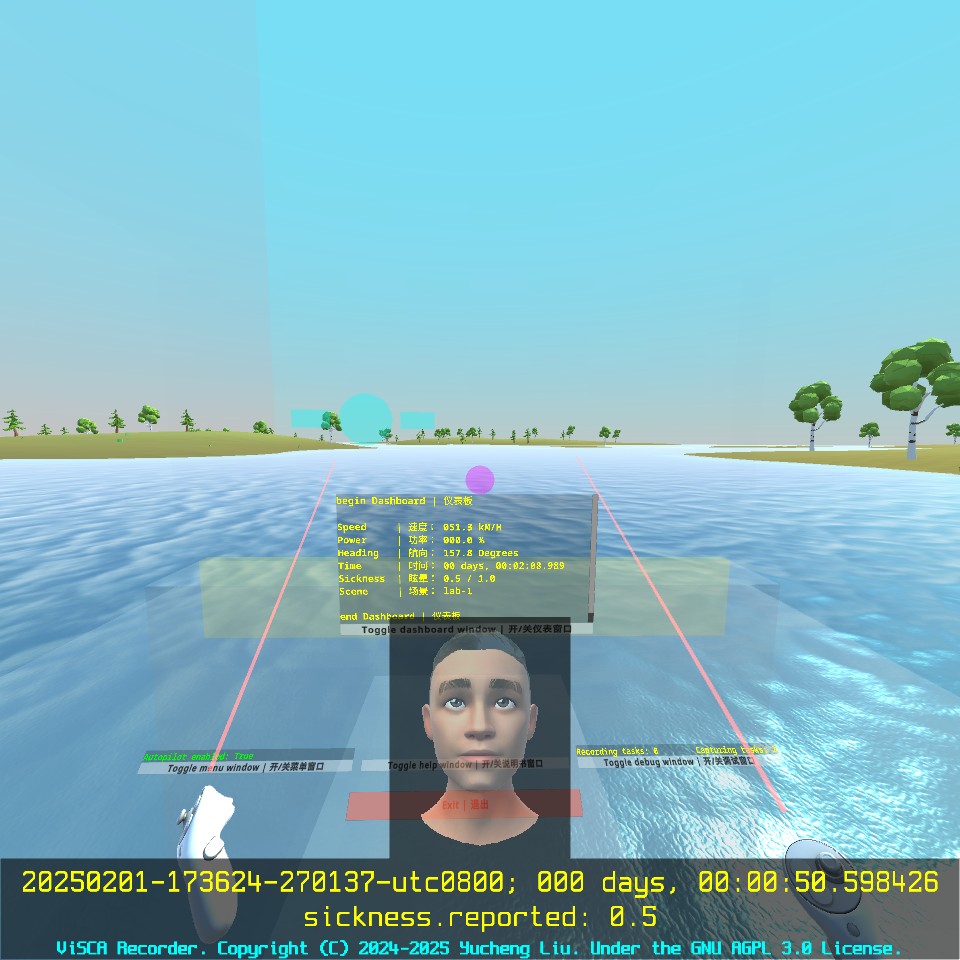 begin Dashboard | 仪表板
Speed | 速度： 051.3 kM/H
Power | 功率： 000.0 %
Heading | 航向： 157.8 Degrees
Time | 时间： 00 days, 00:02:08.989
Sickness | 眩晕： 0.5 / 1.0
Scene | 场景： lab-1
end Dashboard | 仪表板
Toggle dashboard window | 开/关仪表窗口
Autopilot enabled: True
Toggle menu window | 开/关菜单窗口
Toggle help window | 开/关说明书窗口
Recording tasks: 0 Capturing tasks:
Toggle debug window | 开/关调试窗口
Exit | 退出
20250201-173624-270137-utc0800; 000 days, 00:00:50.598426
sickness.reported: 0.5
ViSCA Recorder. Copyright (C) 2024-2025 Yucheng Liu. Under the GNU AGPL 3.0 License.